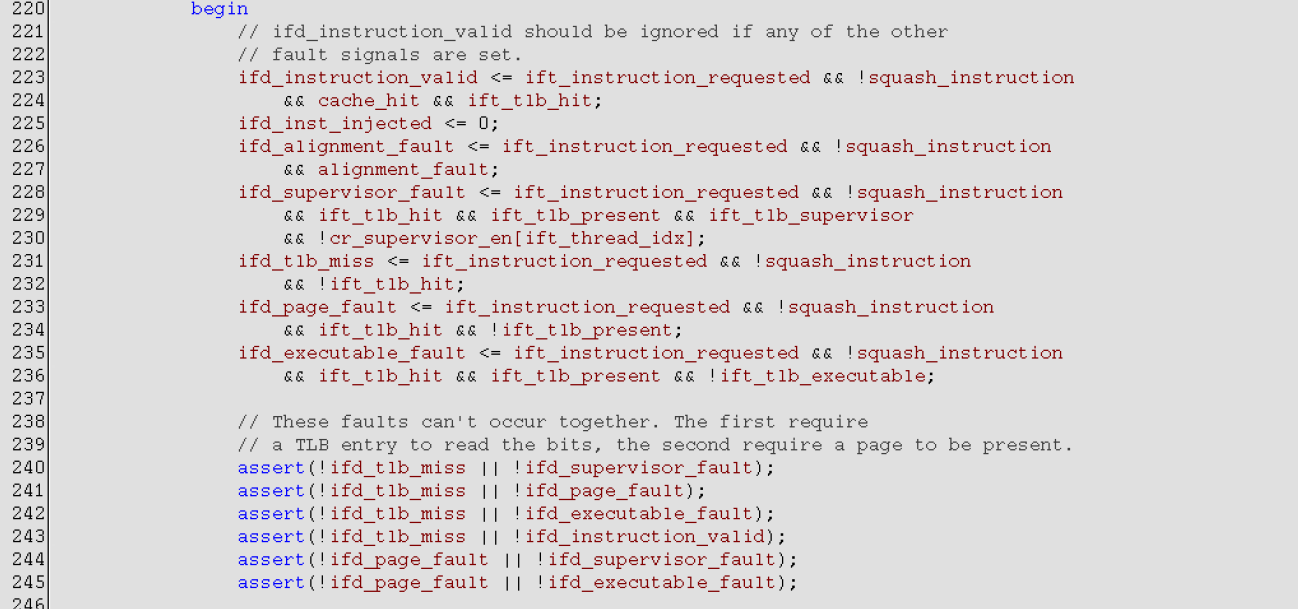 220 begin
221 // ifd_instruction_valid should be ignored if any of the other
222 // fault signals are set.
223 ifd_instruction_valid <= ift_instruction_requested && !squash_instruction
224 && cache_hit && ift_tlb_hit;
225 ifd_inst_injected <= 0;
226 ifd_alignment_fault <= ift_instruction_requested && !squash_instruction
227 && alignment_fault;
228 ifd_supervisor_fault <= ift_instruction_requested && !squash_instruction
229 && ift_tlb_hit && ift_tlb_present && ift_tlb_supervisor
230 && !cr_supervisor_en[ift_thread_idx];
231 ifd_tlb_miss <= ift_instruction_requested && !squash_instruction
232 && !ift_tlb_hit;
233 ifd_page_fault <= ift_instruction_requested && !squash_instruction
234 && ift_tlb_hit && !ift_tlb_present;
235 ifd_executable_fault <= ift_instruction_requested && !squash_instruction
236 && ift_tlb_hit && ift_tlb_present && !ift_tlb_executable;
237
238 // These faults can't occur together. The first require
239 // a TLB entry to read the bits, the second require a page to be present.
240 assert(!ifd_tlb_miss || !ifd_supervisor_fault);
241 assert(!ifd_tlb_miss || !ifd_page_fault);
242 assert(!ifd_tlb_miss || !ifd_executable_fault);
243 assert(!ifd_tlb_miss || !ifd_instruction_valid);
244 assert(!ifd_page_fault || !ifd_supervisor_fault);
245 assert(!ifd_page_fault || !ifd_executable_fault);
246